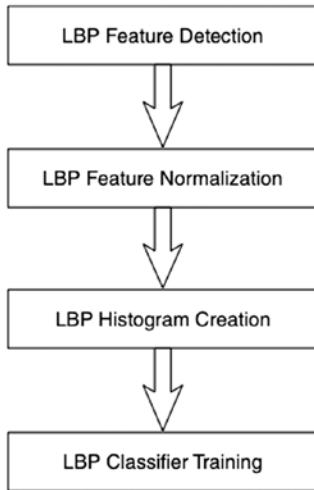 LBP Feature Detection
LBP Feature Normalization
LBP Histogram Creation
LBP Classifier Training